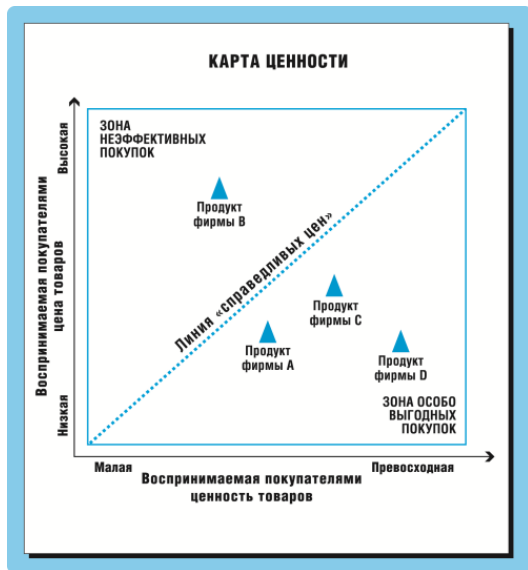 КАРТА ЦЕННОСТИ
Высокая
Воспринимаемая покупателями
цена товаров
Низкая
ЗОНА
НЕЭФФЕКТИВНЫХ
ПОКУПОК
Продукт
фирмы B
Линия «справедливых цен»
Продукт
фирмы C
Продукт
фирмы A
Продукт
фирмы D
ЗОНА ОСОБО
ВЫГОДНЫХ
ПОКУПОК
Малая
Превосходная
Воспринимаемая покупателями
ценность товаров